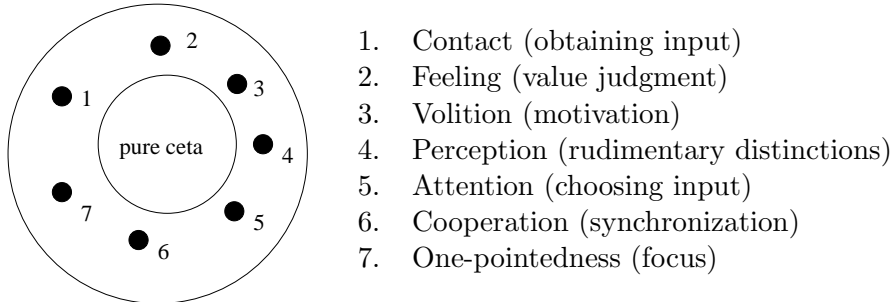 2
3
1
pure ceta
4
7
5
6
1. Contact (obtaining input)
2. Feeling (value judgment)
3. Volition (motivation)
4. Perception (rudimentary distinctions)
5. Attention (choosing input)
6. Cooperation (synchronization)
7. One-pointedness (focus)